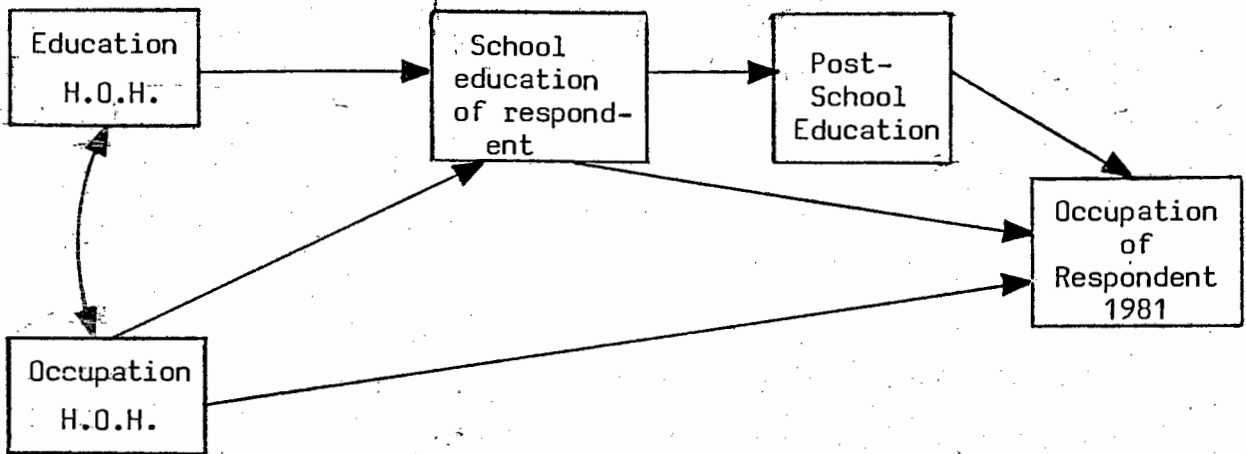 Education
H.O.H.
School
education
of respond-
ent
Post-
School
Education
Occupation
of
Respondent
1981
Occupation
H.O.H.